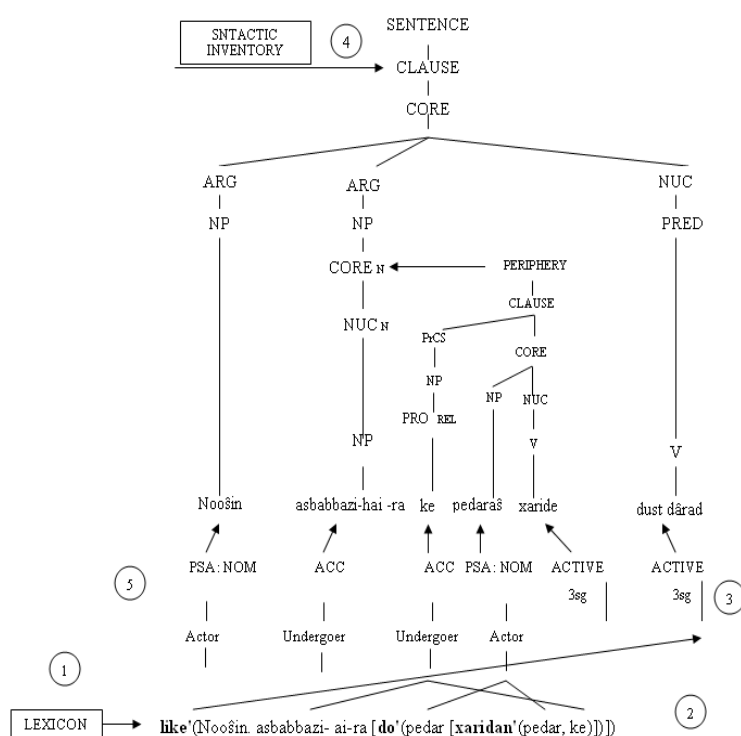 SENTENCE
SNTACTIC
INVENTORY
4
CLAUSE
CORE
ARG ARG NUC
NP NP PRED
CORE N PERIPHERY
CLAUSE
NUC N PrCS
CORE
NP
NP NUC
PRO REL
NP V V
Nooŝin asbabbazi-hai -ra ke pedaraŝ xaride dust dârad
5 PSA: NOM ACC ACC PSA: NOM ACTIVE ACTIVE
3sg 3sg 3
Actor Undergoer Undergoer Actor
1
2
LEXICON like'(Nooŝin. asbabbazi- ai-ra [do'(pedar [xaridan'(pedar, ke)])])